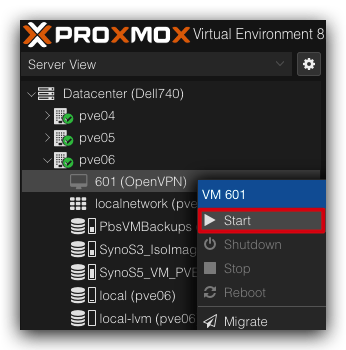 PROXMOX Virtual Environment 8
Server View
Datacenter (Dell740)
pve04
pve05
pve06
601 (OpenVPN)
VM 601
localnetwork (pve
Start
PbsVMBackups
Shutdown
SynoS3_IsoImag
Stop
SynoS5_VM_PVE
Reboot
local (pve06)
local-lvm (pve06
Migrate